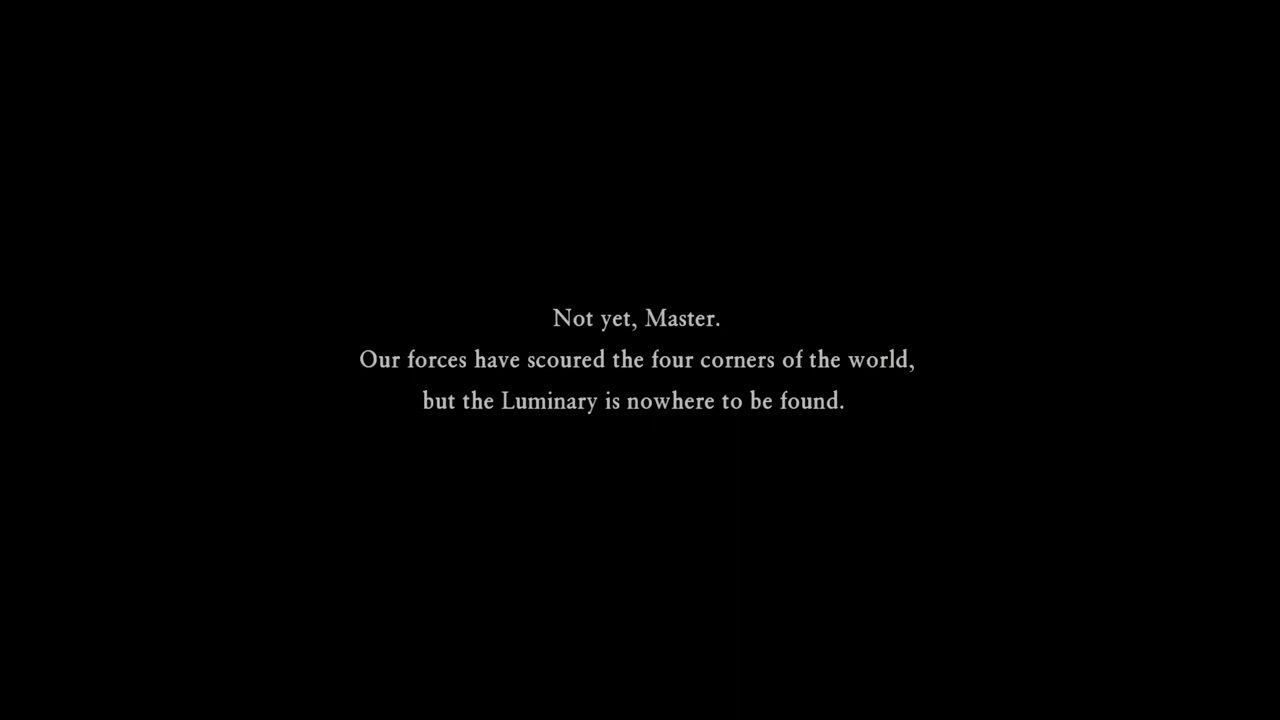 Not yet, Master.
Our forces have scoured the four corners of the world,
but the Luminary is nowhere to be found.